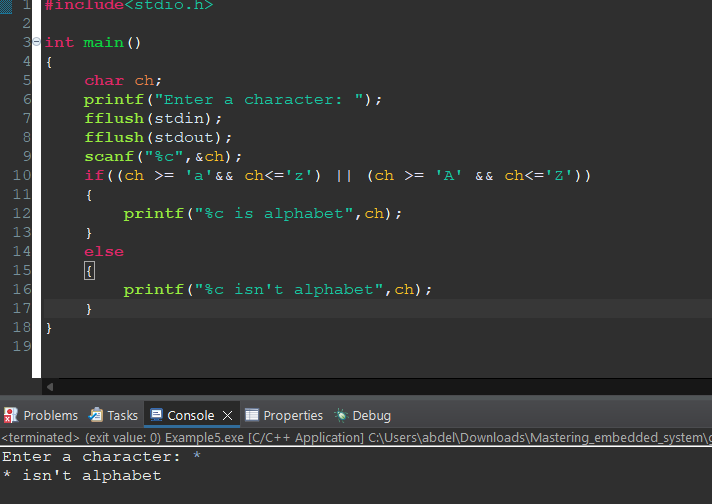 1 #include<stdio.h>
2
3 int main()
4 {
5     char ch;
6     printf("Enter a character: ");
7     fflush(stdin);
8     fflush(stdout);
9     scanf("%c",&ch);
10     if((ch >= 'a'&& ch<='z') || (ch >= 'A' && ch<='Z'))
11     {
12         printf("%c is alphabet",ch);
13     }
14     else
15     {
16         printf("%c isn't alphabet",ch);
17     }
18 }
19
Problems Tasks Console Properties Debug
<terminated> (exit value: 0) Example5.exe [C/C++ Application] C:\Users\abdel\Downloads\Mastering_embedded_system\
Enter a character: *
* isn't alphabet